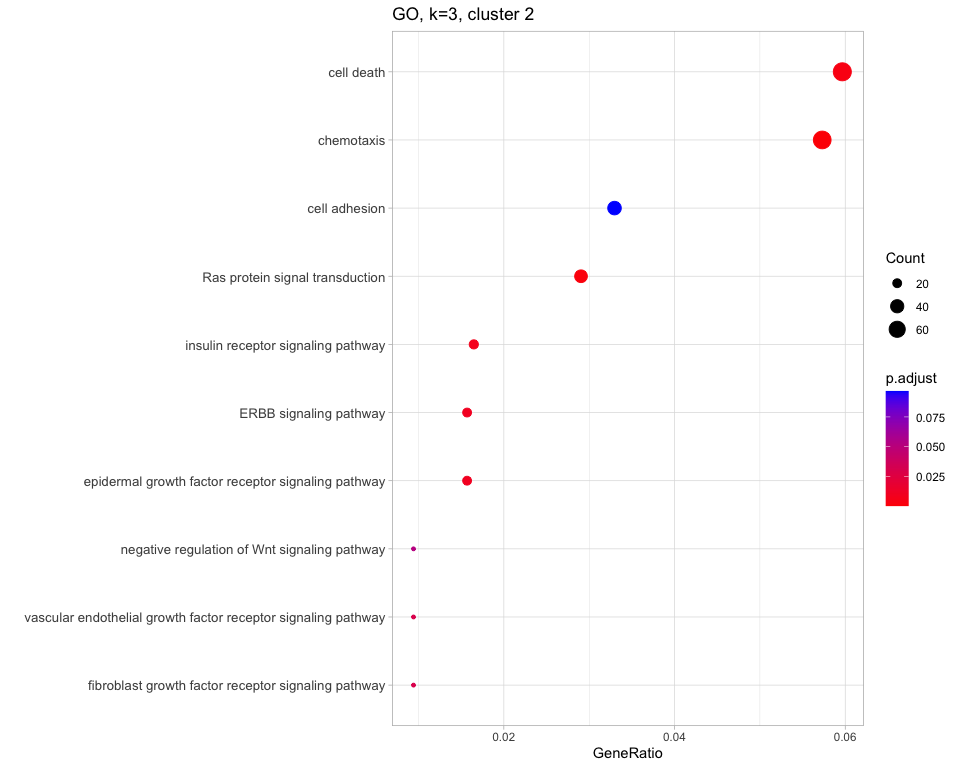 GO, k=3, cluster 2
cell death
chemotaxis
cell adhesion
Ras protein signal transduction
insulin receptor signaling pathway
ERBB signaling pathway
epidermal growth factor receptor signaling pathway
negative regulation of Wnt signaling pathway
vascular endothelial growth factor receptor signaling pathway
fibroblast growth factor receptor signaling pathway
0.02 0.04 0.06
GeneRatio
Count
20
40
60
p.adjust
0.075
0.050
0.025